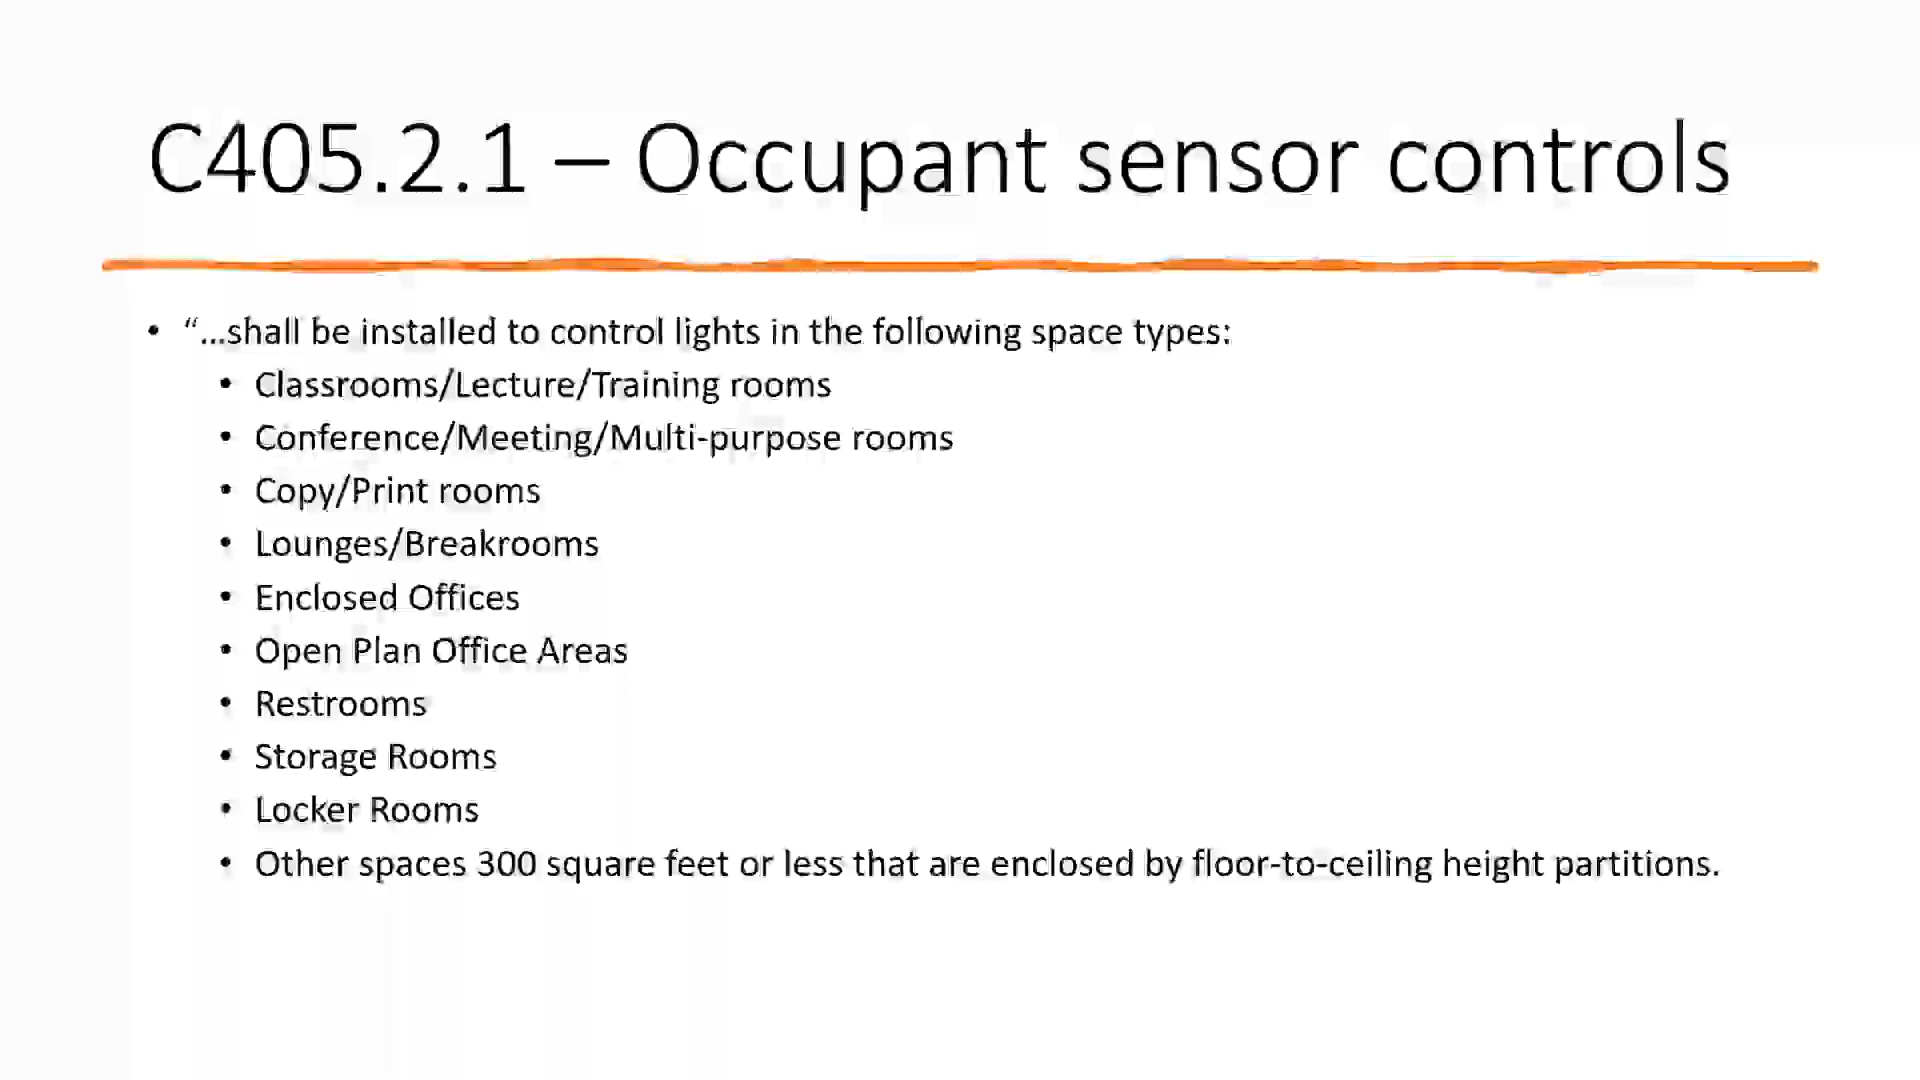 C405.2.1 – Occupant sensor controls
• “...shall be installed to control lights in the following space types:
• Classrooms/Lecture/Training rooms
• Conference/Meeting/Multi-purpose rooms
• Copy/Print rooms
• Lounges/Breakrooms
• Enclosed Offices
• Open Plan Office Areas
• Restrooms
• Storage Rooms
• Locker Rooms
• Other spaces 300 square feet or less that are enclosed by floor-to-ceiling height partitions.